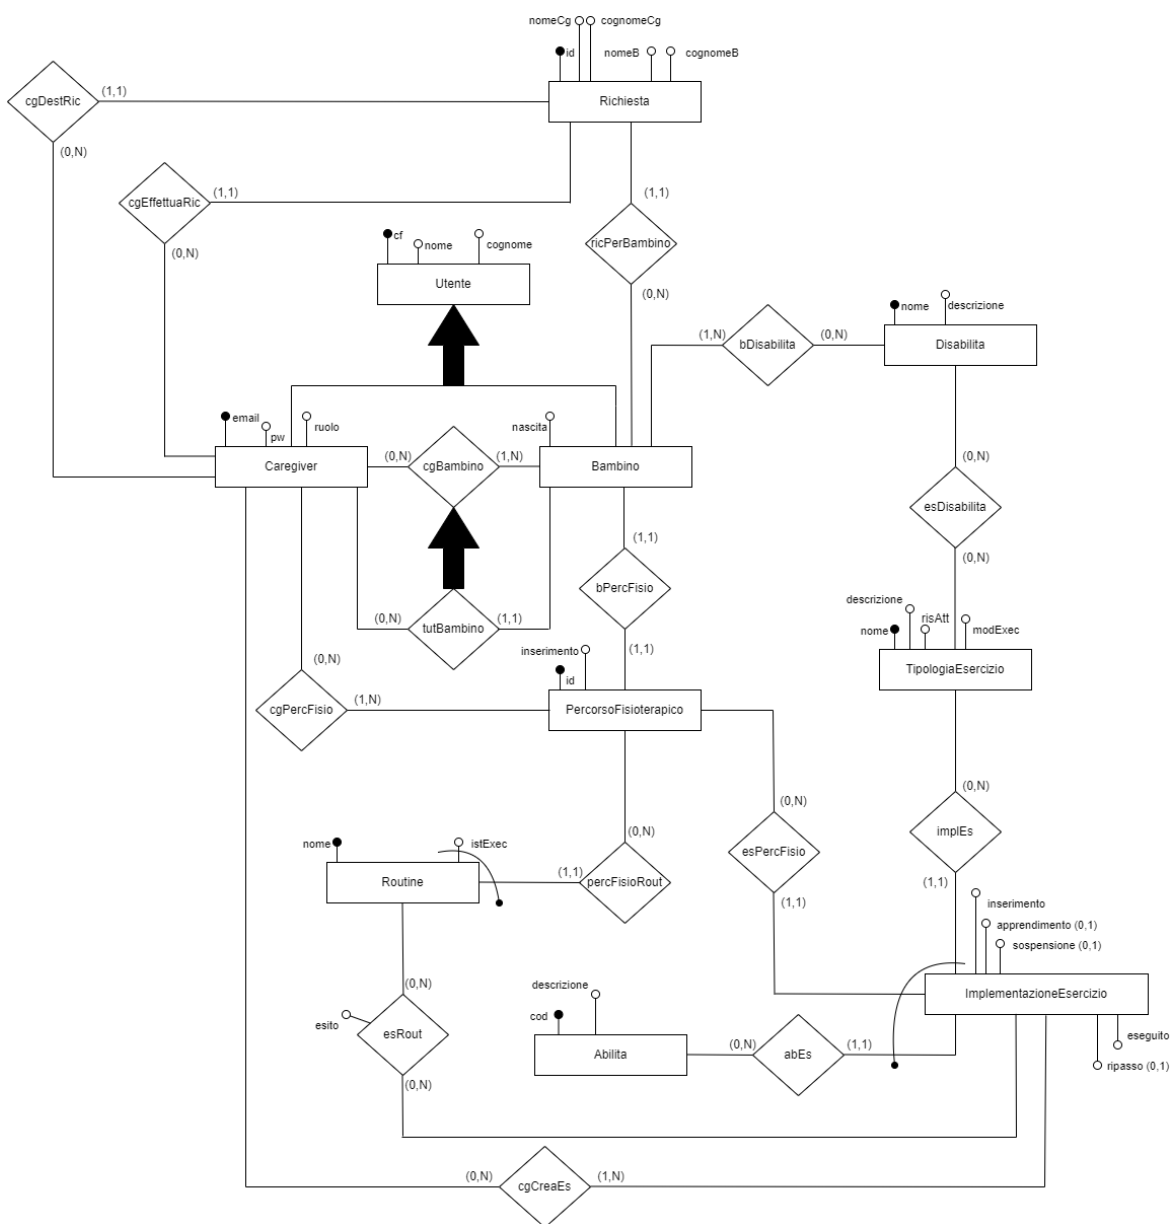 nomeCg
cognomeCg
id
nomeB
cognomeB
Richiesta
cgDestRic
(1,1)
(0,N)
cgEffettuaRic
(1,1)
(0,N)
(1,1)
ricPerBambino
(0,N)
cf
nome
cognome
Utente
nome
descrizione
(1,N)
bDisabilita
(0,N)
Disabilita
email
pw
ruolo
nascita
Caregiver
(0,N)
cgBambino
(1,N)
Bambino
(0,N)
esDisabilita
(0,N)
(1,1)
bPercFisio
(1,1)
(0,N)
tutBambino
(1,1)
descrizione
risAtt
nome
modExec
TipologiaEsercizio
inserimento
id
(0,N)
cgPercFisio
(1,N)
PercorsoFisioterapico
(0,N)
implEs
(1,1)
(0,N)
esPercFisio
(1,1)
nome
istExec
Routine
(1,1)
(0,N)
percFisioRout
inserimento
apprendimento (0,1)
sospensione (0,1)
ImplementazioneEsercizio
eseguito
ripasso (0,1)
(0,N)
esito
esRout
(0,N)
descrizione
cod
Abilita
(0,N)
abEs
(1,1)
(0,N)
cgCreaEs
(1,N)